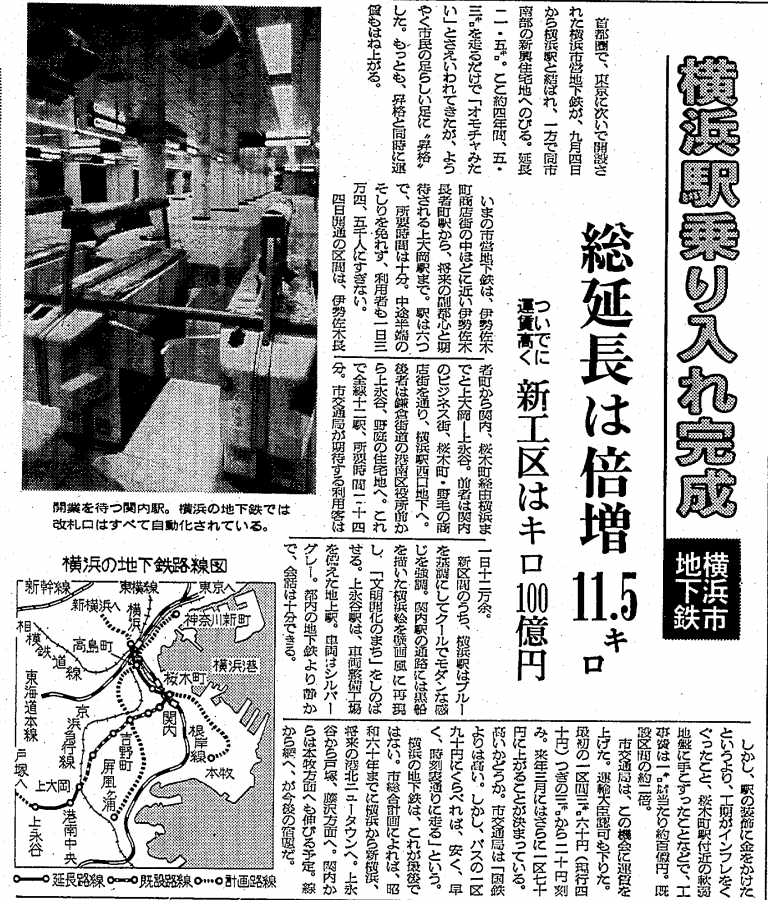 横浜駅乗り入れ完成
横浜市
地下鉄
総延長は倍増11.5キロ
ついでに
運賃高く
新工区はキロ100億円
首都圏で、東京に次いで開設さ
れた横浜市営地下鉄が、九月四日
から横浜駅と結ばれ、一方で同市
南部の新興住宅地へのびる。延長
一一・五㌔。ここ約四年間、五・
三㌔を走るだけで「オモチャみた
い」とさえいわれてきたが、よう
やく市民の足らしい足に〝昇格〟
した。もっとも、昇格と同時に運
賃もはね上がる。
いまの市営地下鉄は、伊勢佐木
町商店街の中ほどに近い伊勢佐木
長者町駅から、将来の副都心と期
待される上大岡駅まで。駅は六つ
で、所要時間は十分。中途半端の
そしりを免れず、利用者も一日三
万四、五千人にすぎない。
四日開通の区間は、伊勢佐木長
者町から関内、桜木町経由横浜ま
でと上大岡―上永谷。前者は関内
のビジネス街、桜木町・野毛の商
店街を通り、横浜駅西口地下へ。
後者は鎌倉街道の港南区役所前か
ら上永谷、野庭の住宅地へ。これ
で全線十二駅、所要時間二十四
分。市交通局が期待する利用客は
一日十二万余。
新区間のうち、横浜駅はブルー
を基調にしてクールでモダンな感
じを強調。関内駅の通路には黒船
を描いた横浜絵を壁画風に再現
し、「文明開化のまち」をしのば
せる。上永谷駅は、車両整備工場
を備えた地上駅。車両はシルバー
グレー。都内の地下鉄より静か
で、会話は十分できる。
しかし、駅の装飾に金をかけた
というより、工期がインフレをく
ぐったこと、桜木町駅付近の軟弱
地盤に手こずったことなどで、工
事費は一㌔当たり約百億円。既
設区間の約二倍。
市交通局は、この機会に運賃を
上げた。運輸大臣認可も下りた。
最初の一区間三㌔六十円（現行四
十円）つぎの三㌔から二十円刻
み。来年三月にはさらに一区七十
円に上がることが決まっている。
高いかどうか。市交通局は「国鉄
よりは高い。しかし、バスの一区
九十円とくらべれば、安く、早
く、時刻表通りに走る」という。
横浜の地下鉄は、これが最後で
はない。市総合計画によれば、昭
和六十年までに横浜から新横浜、
将来の港北ニュータウンへ。上永
谷から戸塚、藤沢方面へ。関内か
らは本牧方面へも伸びる予定。線
から網へ、が今後の宿題だ。
開業を待つ関内駅。横浜の地下鉄では
改札口はすべて自動化されている。
横浜の地下鉄路線図
新幹線
東横線
東京へ
新横浜へ
横浜
神奈川新町
相模鉄道線
高島町
横浜港
東海道本線
桜木町
京浜急行線
関内
吉野町
根岸線
戸塚へ
屏風ヶ浦
本牧
上大岡
上永谷
港南中央
延長路線
既設路線
計画路線